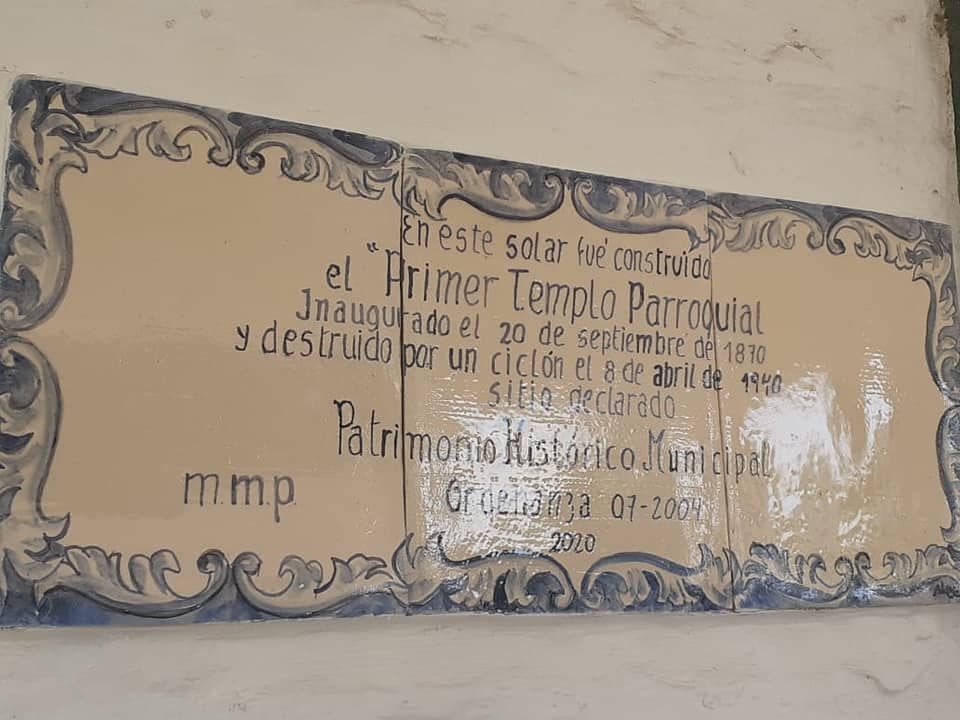 En este solar fué construido
el "Primer Templo Parroquial
Inaugurado el 20 de septiembre de 1870
y destruido por un ciclón el 8 de abril de 1940
sitio declarado
Patrimonio Histórico Municipal
Ordenanza 07-2004
m.m.p.
2020